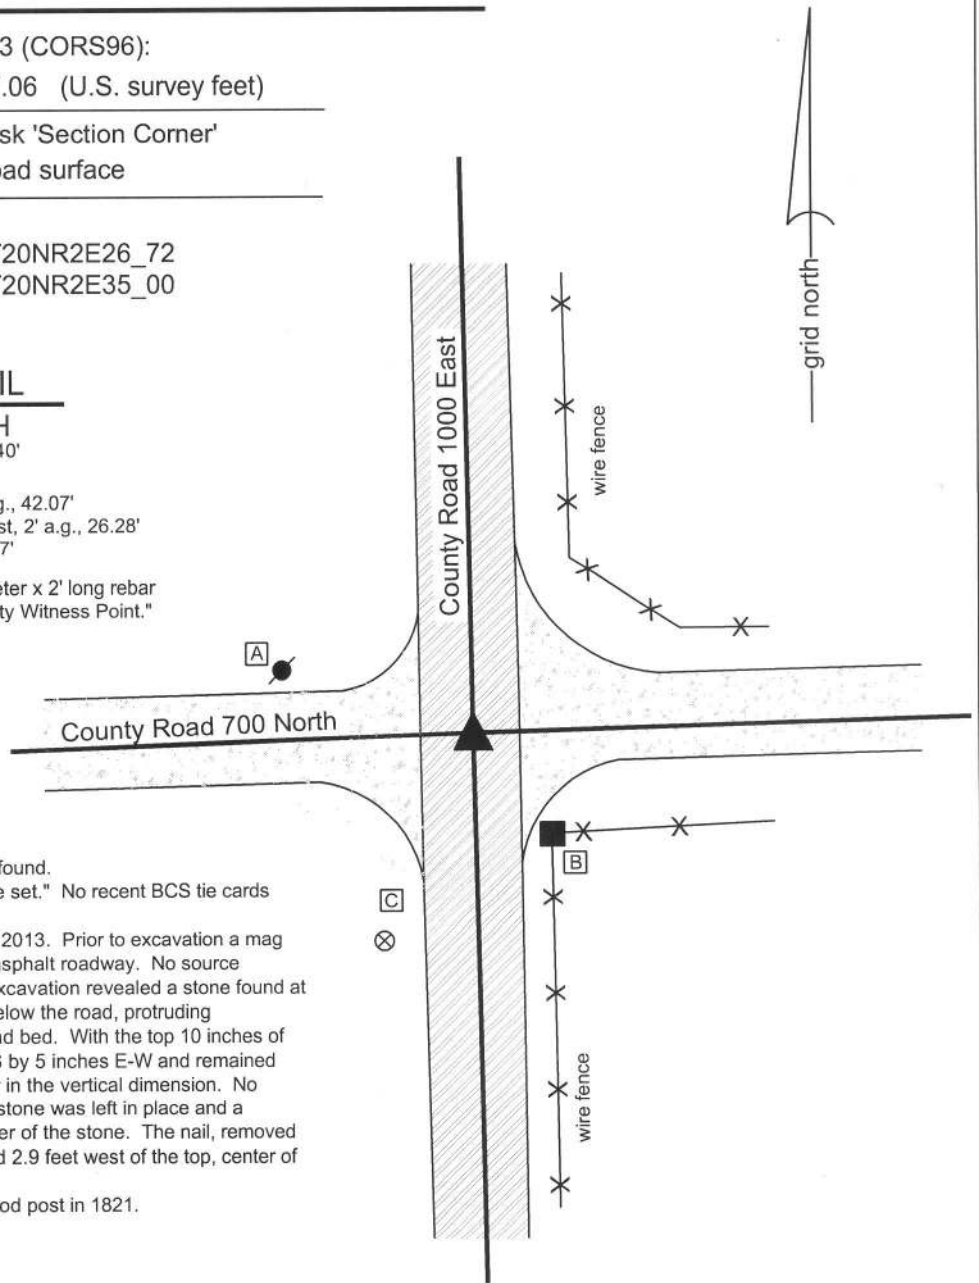 3 (CORS96):
.06 (U.S. survey feet)
sk 'Section Corner'
ad surface
20NR2E26_72
20NR2E35_00
IL
H
40'
g., 42.07'
st, 2' a.g., 26.28'
7'
eter x 2' long rebar
ty Witness Point."
County Road 1000 East
wire fence
grid north
A
County Road 700 North
B
C
found.
e set." No recent BCS tie cards
2013. Prior to excavation a mag
asphalt roadway. No source
excavation revealed a stone found at
elow the road, protruding
ad bed. With the top 10 inches of
S by 5 inches E-W and remained
r in the vertical dimension. No
stone was left in place and a
er of the stone. The nail, removed
d 2.9 feet west of the top, center of
od post in 1821.
wire fence